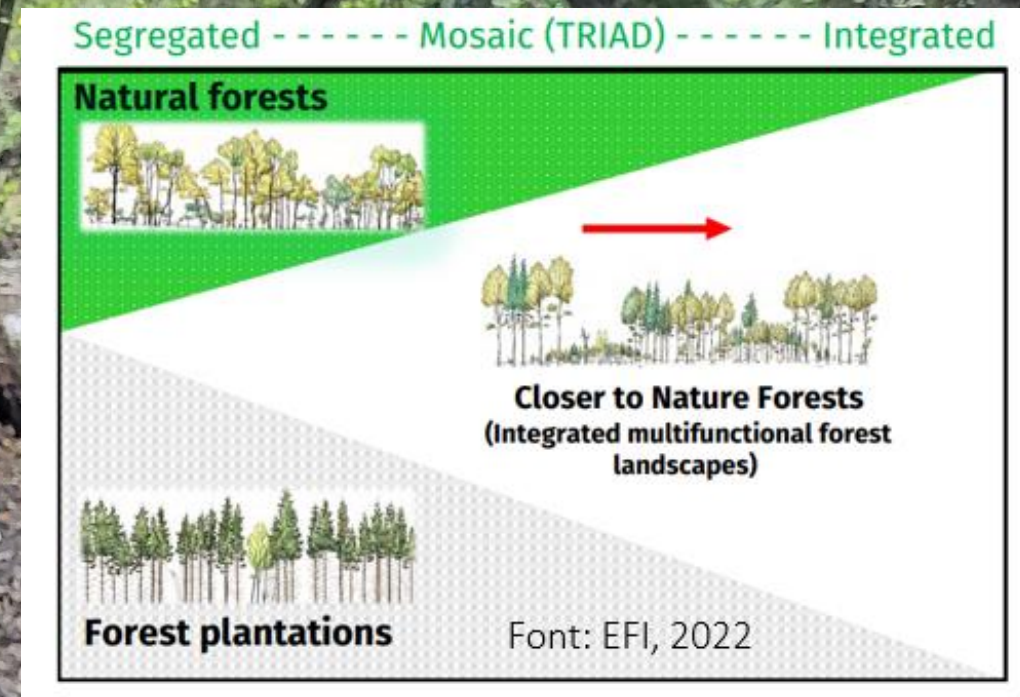 Segregated - - - - - - Mosaic (TRIAD) - - - - - - Integrated
Natural forests
Closer to Nature Forests
(Integrated multifunctional forest
landscapes)
Forest plantations
Font: EFI, 2022